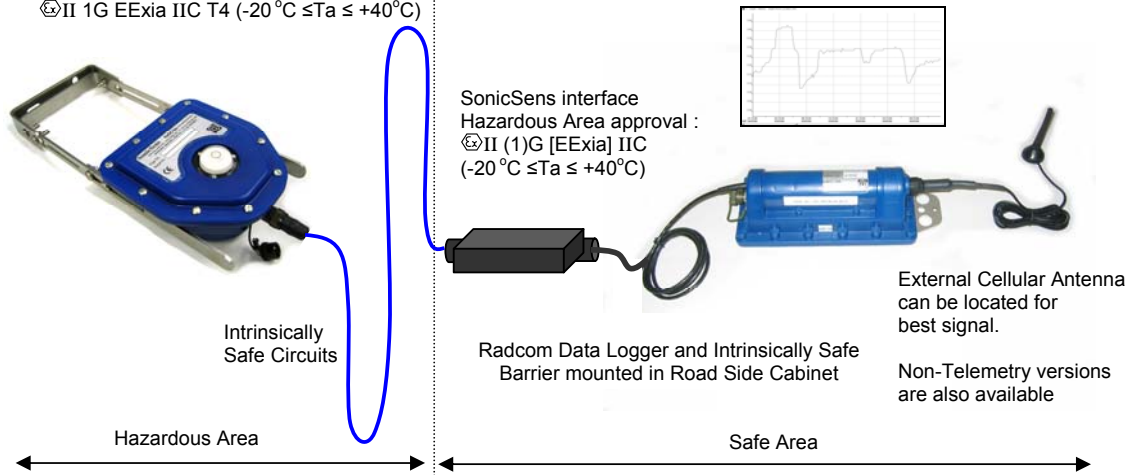 Ⓔx II 1G EExia IIC T4 (-20 °C ≤Ta ≤ +40°C)
SonicSens interface
Hazardous Area approval :
Ⓔx II (1)G [EExia] IIC
(-20 °C ≤Ta ≤ +40°C)
External Cellular Antenna
can be located for
best signal.
Intrinsically
Safe Circuits
Radcom Data Logger and Intrinsically Safe
Barrier mounted in Road Side Cabinet
Non-Telemetry versions
are also available
Hazardous Area
Safe Area